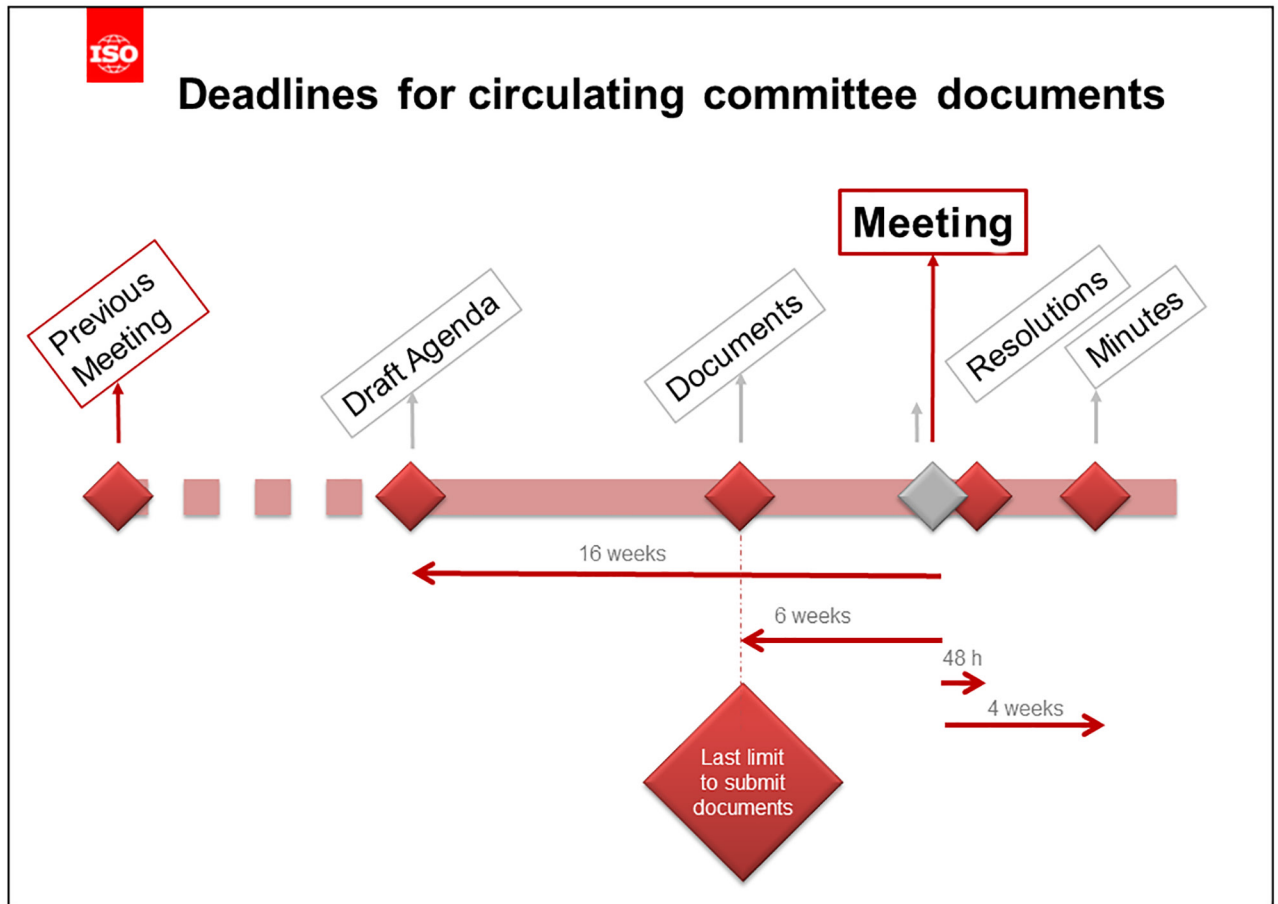 ISO
Deadlines for circulating committee documents
Meeting
Previous
Meeting
Draft Agenda
Documents
Resolutions
Minutes
16 weeks
6 weeks
48 h
4 weeks
Last limit
to submit
documents